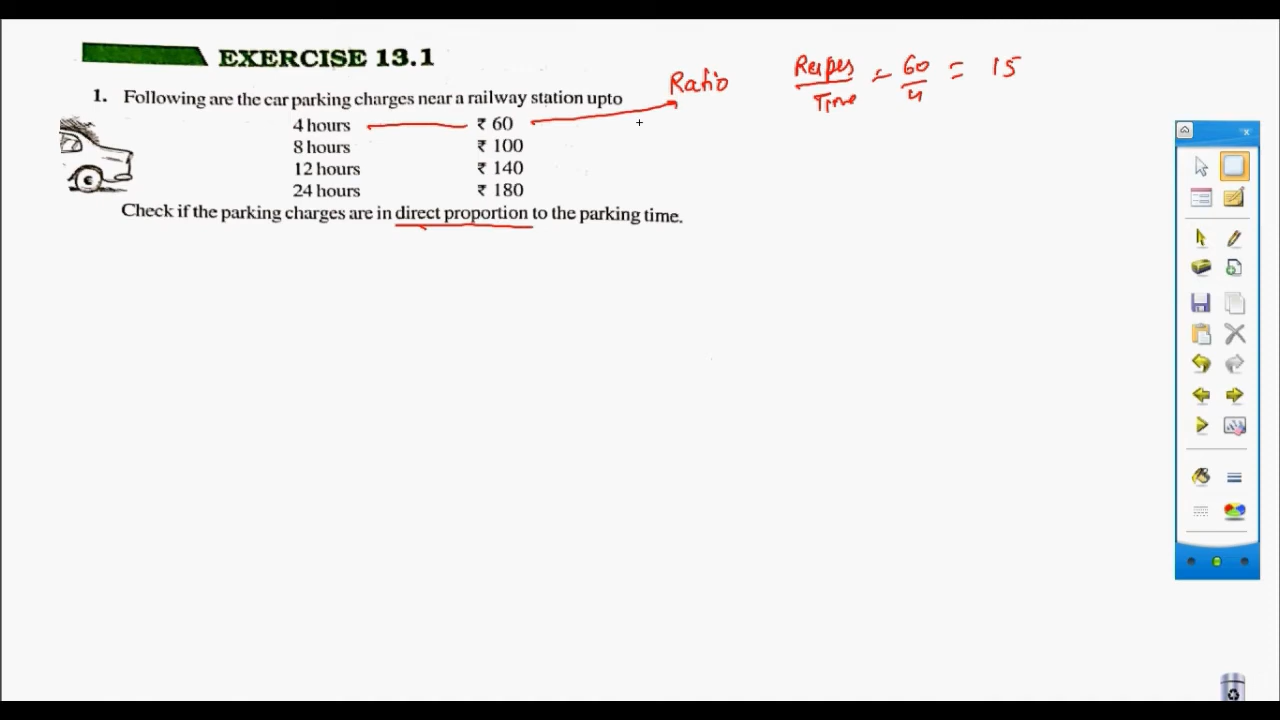 EXERCISE 13.1
Ratio
Reupes/Time = 60/4 = 15
1. Following are the car parking charges near a railway station upto
4 hours ₹ 60
8 hours ₹ 100
12 hours ₹ 140
24 hours ₹ 180
Check if the parking charges are in direct proportion to the parking time.